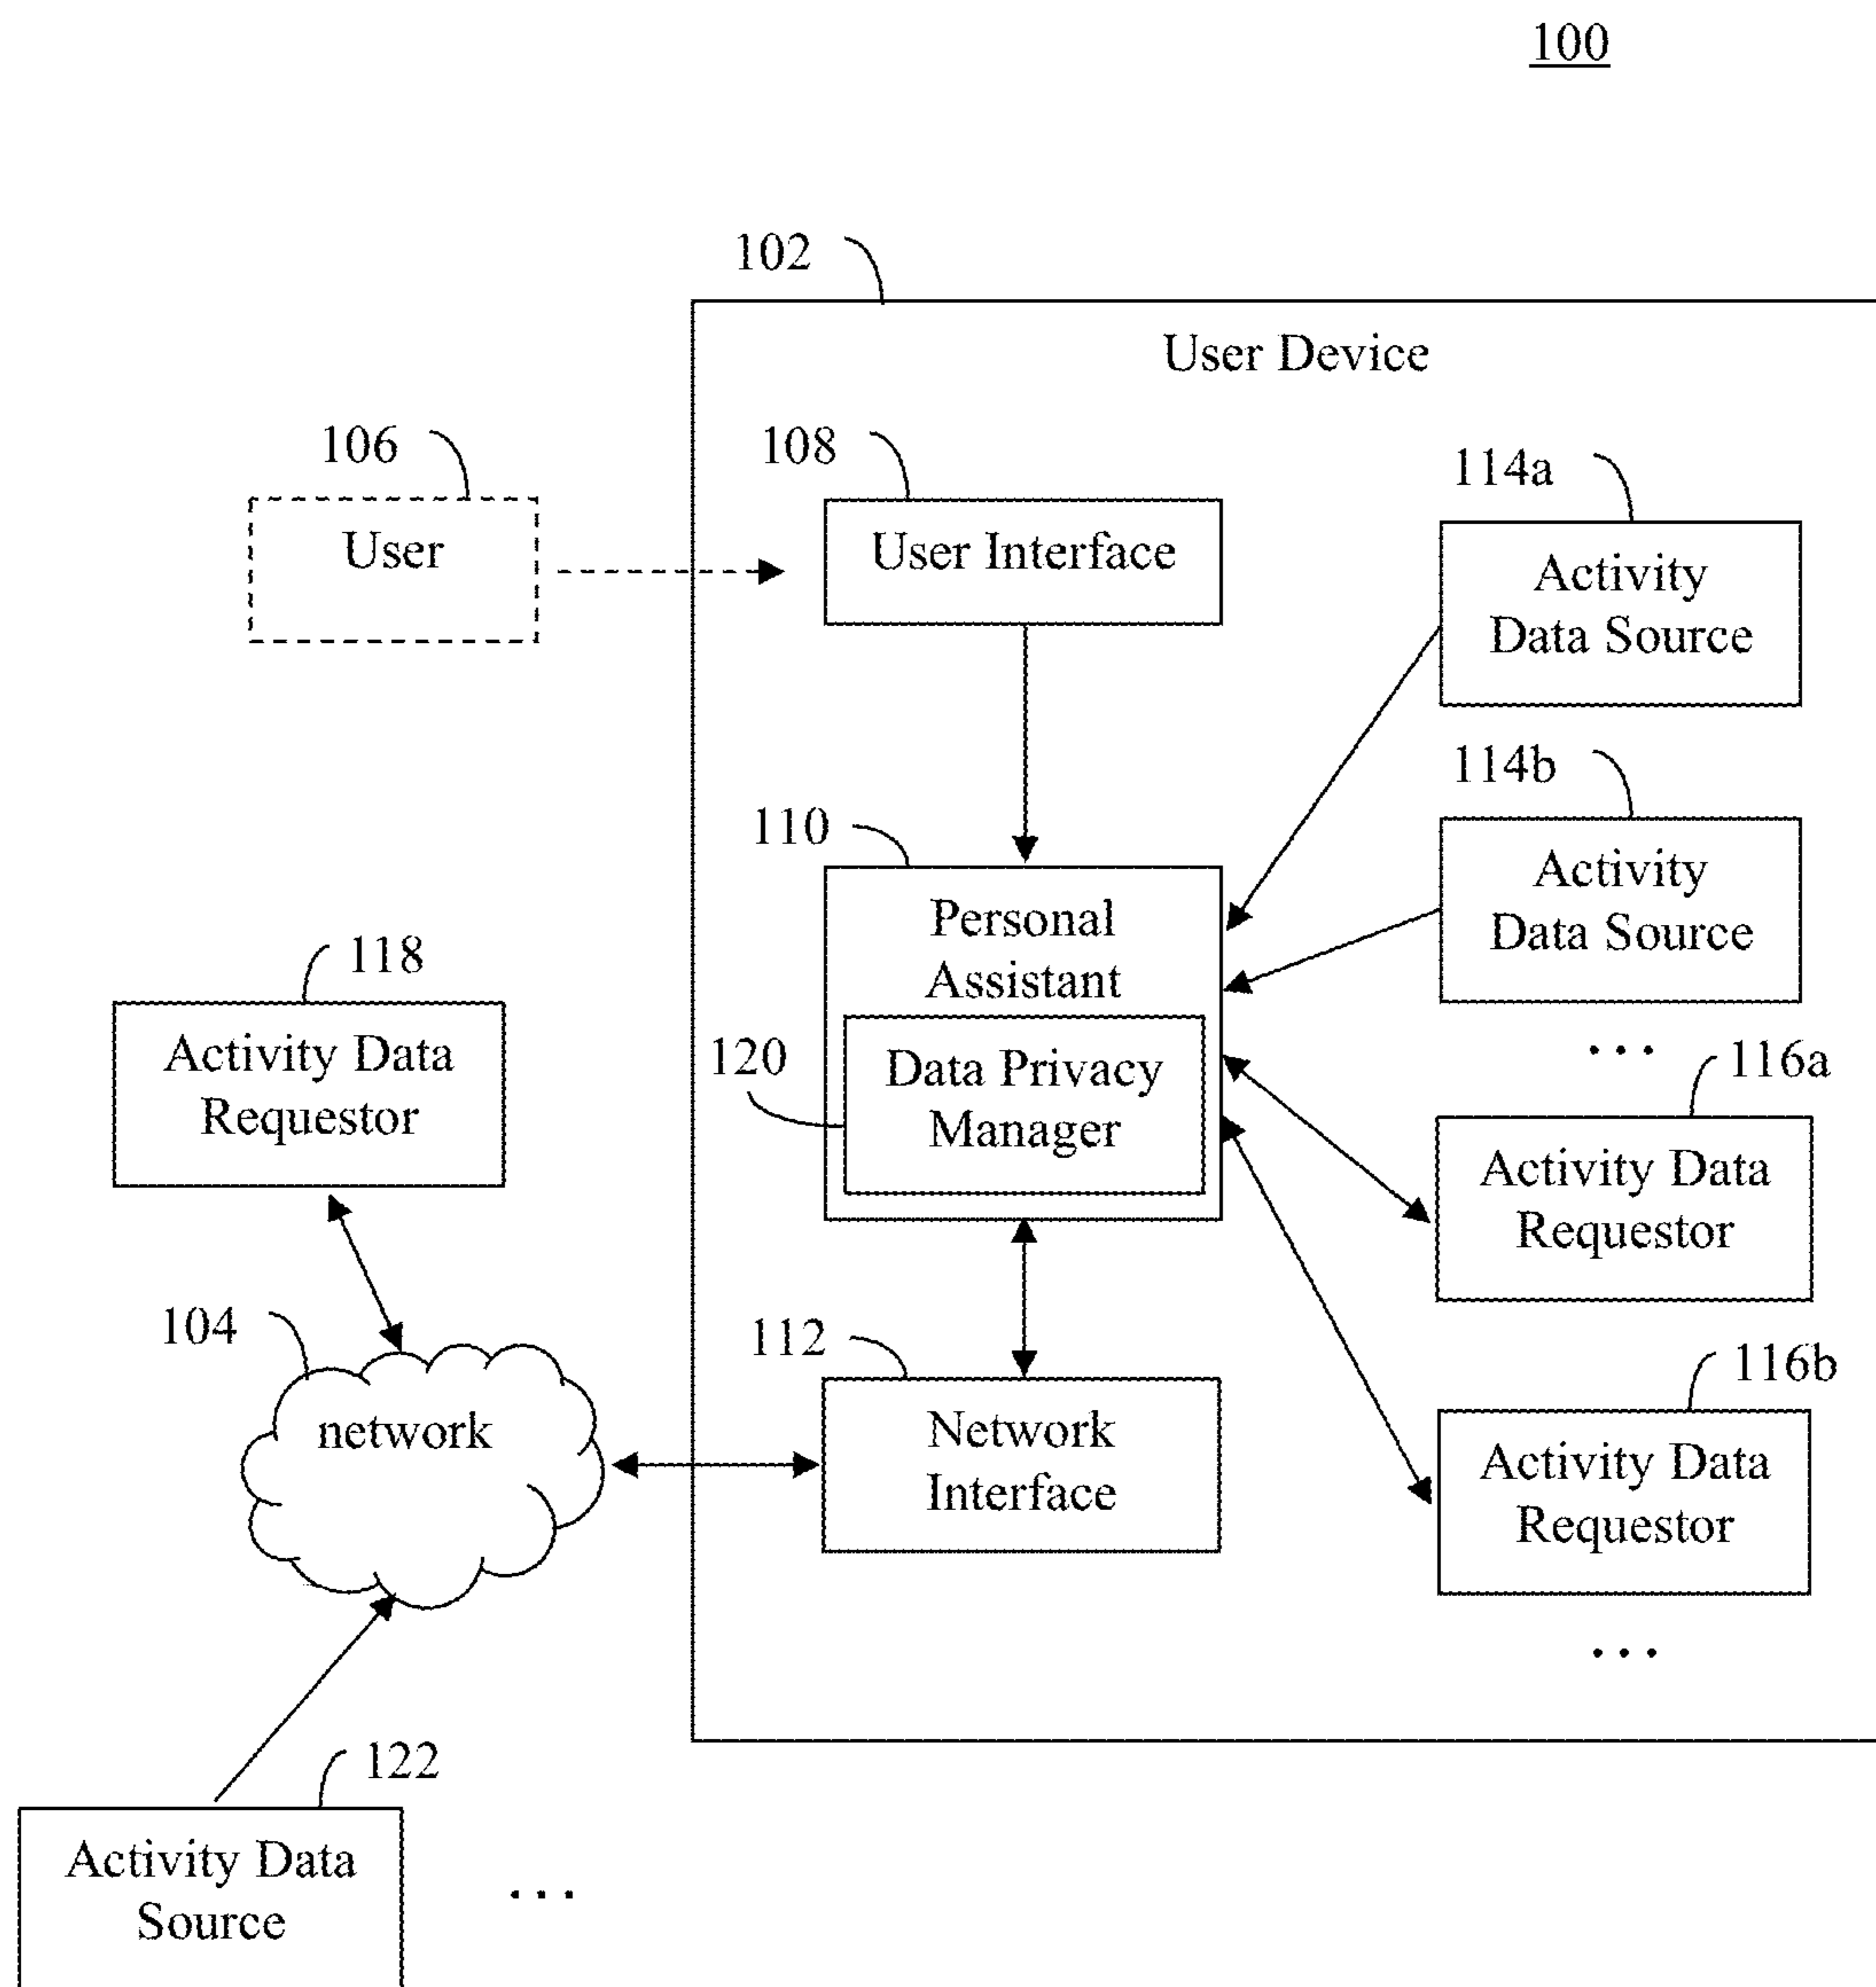 100
102
User Device
106
108
114a
User
User Interface
Activity
Data Source
114b
110
Activity
Data Source
Personal
Assistant
118
...
116a
Activity Data
Requestor
120
Data Privacy
Manager
Activity Data
Requestor
104
112
116b
network
Network
Interface
Activity Data
Requestor
...
122
Activity Data
Source
...